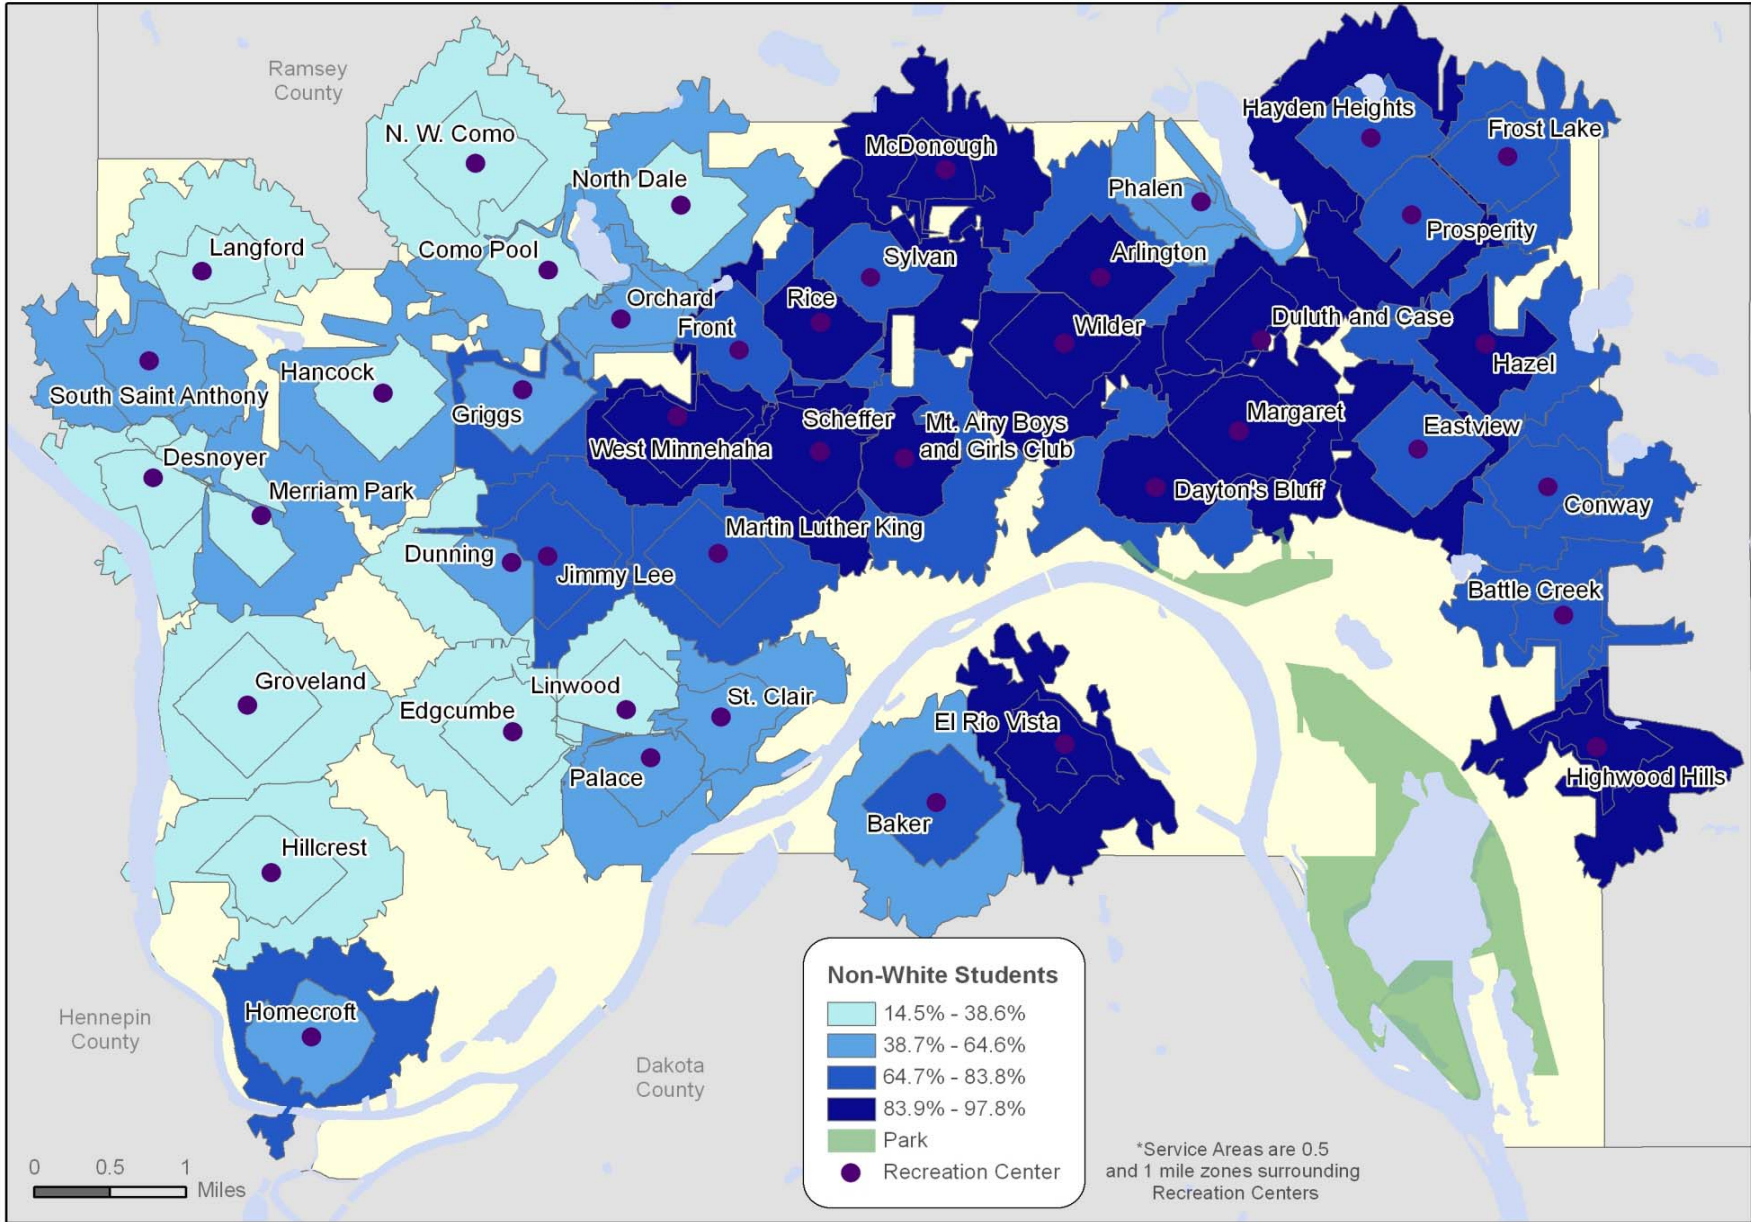 Ramsey
County
N. W. Como
Hayden Heights
Frost Lake
McDonough
North Dale
Phalen
Prosperity
Langford
Como Pool
Sylvan
Arlington
Orchard
Rice
Front
Wilder
Duluth and Case
Hancock
Hazel
South Saint Anthony
Griggs
Scheffer
Mt. Airy Boys
and Girls Club
Margaret
Eastview
West Minnehaha
Desnoyer
Merriam Park
Dayton's Bluff
Conway
Martin Luther King
Dunning
Jimmy Lee
Battle Creek
Groveland
Linwood
St. Clair
Edgcumbe
El Rio Vista
Palace
Highwood Hills
Baker
Hillcrest
Homecroft
Hennepin
County
Dakota
County
Non-White Students
14.5% - 38.6%
38.7% - 64.6%
64.7% - 83.8%
83.9% - 97.8%
Park
Recreation Center
*Service Areas are 0.5
and 1 mile zones surrounding
Recreation Centers
0 0.5 1
Miles